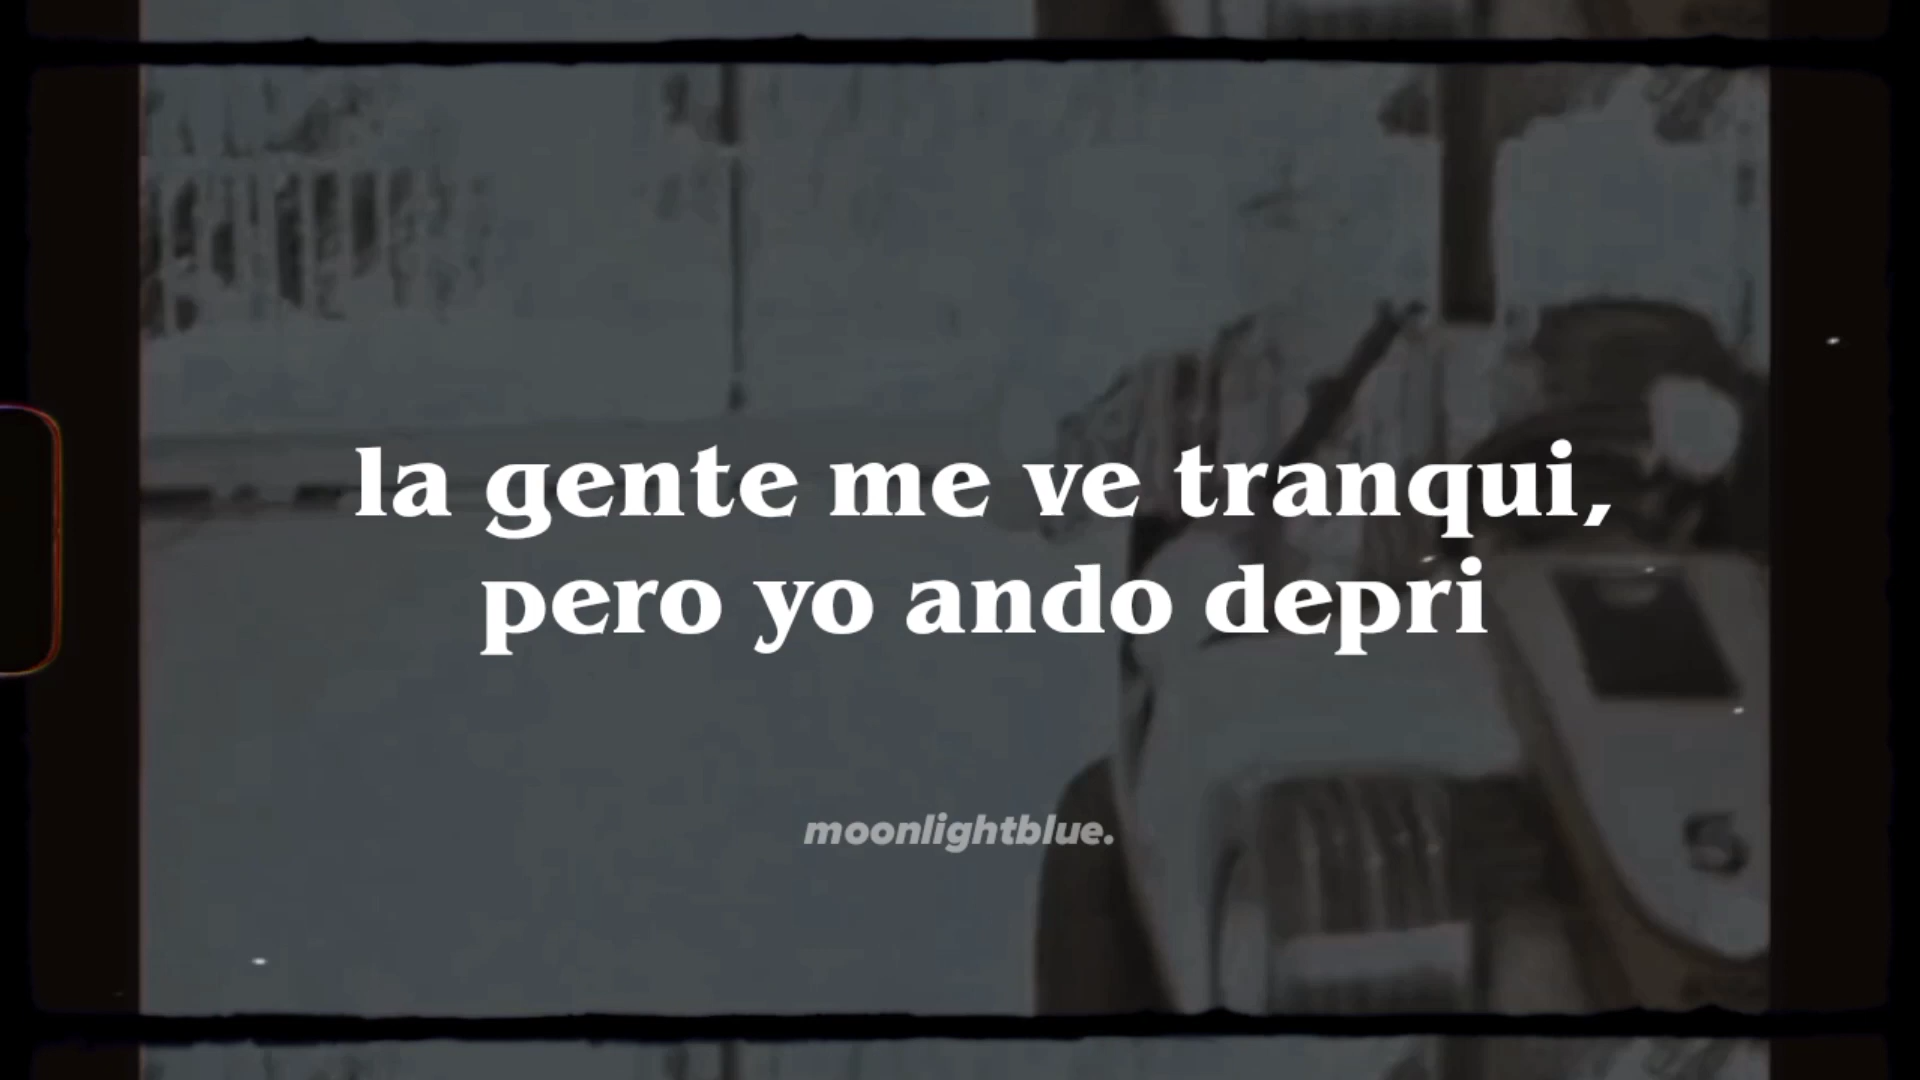 la gente me ve tranqui,
pero yo ando depri
moonlightblue.